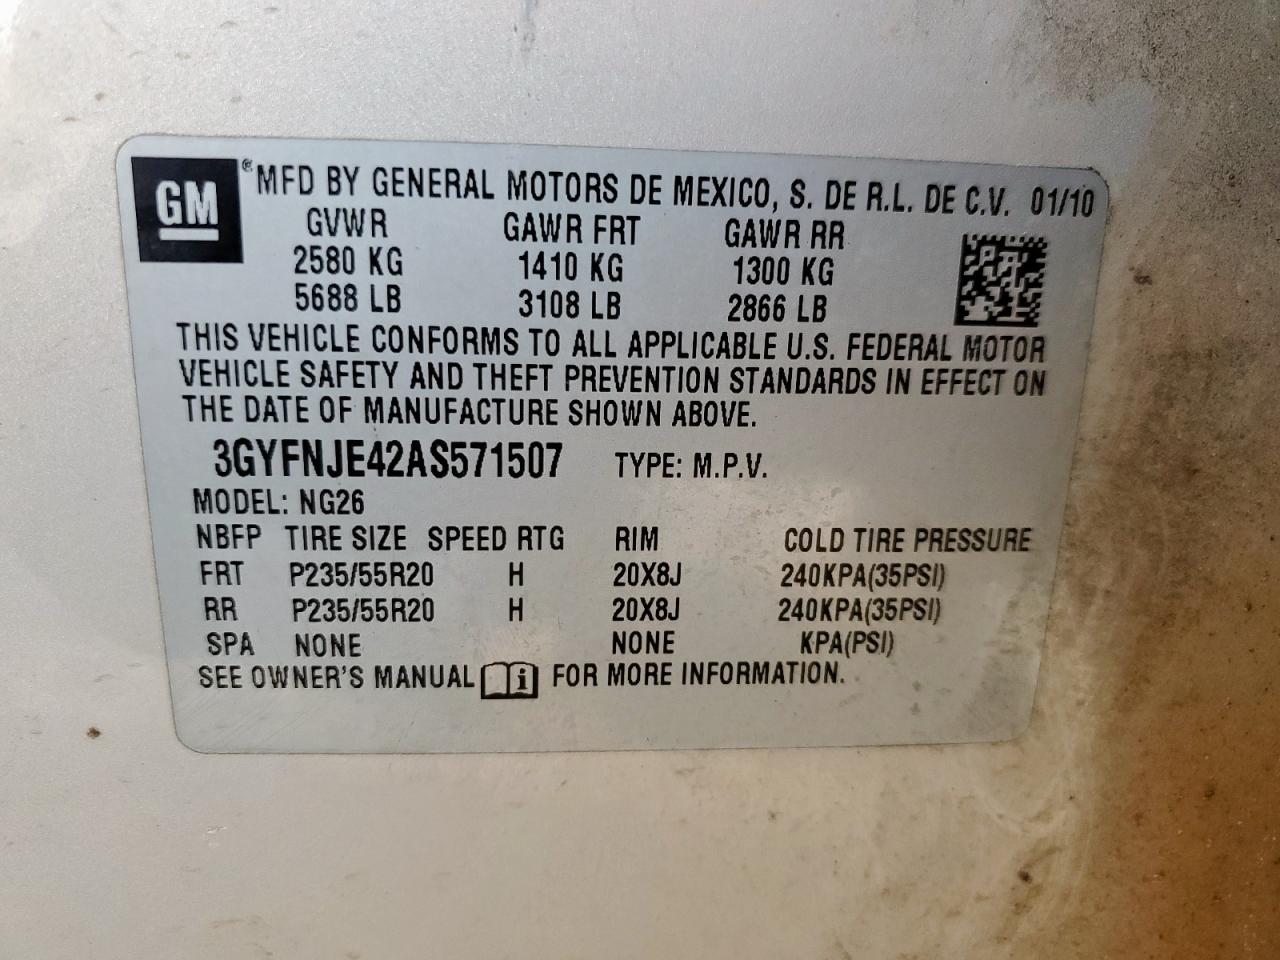 GM ® MFD BY GENERAL MOTORS DE MEXICO, S. DE R.L. DE C.V. 01/10
GVWR GAWR FRT GAWR RR
2580 KG 1410 KG 1300 KG
5688 LB 3108 LB 2866 LB
THIS VEHICLE CONFORMS TO ALL APPLICABLE U.S. FEDERAL MOTOR
VEHICLE SAFETY AND THEFT PREVENTION STANDARDS IN EFFECT ON
THE DATE OF MANUFACTURE SHOWN ABOVE.
3GYFNJE42AS571507 TYPE: M.P.V.
MODEL: NG26
NBFP TIRE SIZE SPEED RTG RIM COLD TIRE PRESSURE
FRT P235/55R20 H 20X8J 240KPA(35PSI)
RR P235/55R20 H 20X8J 240KPA(35PSI)
SPA NONE NONE KPA(PSI)
SEE OWNER'S MANUAL i FOR MORE INFORMATION.